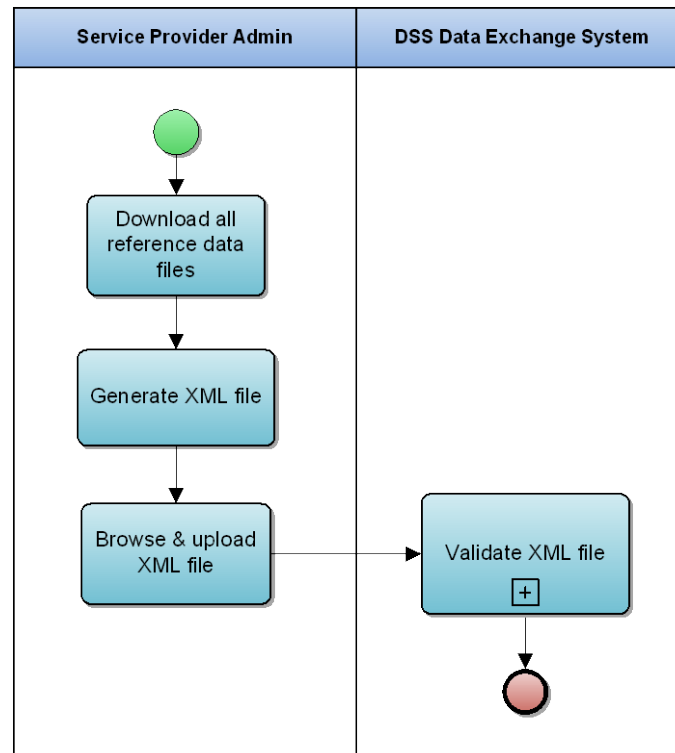 Service Provider Admin
DSS Data Exchange System
Download all
reference data
files
Generate XML file
Browse & upload
XML file
Validate XML file
+